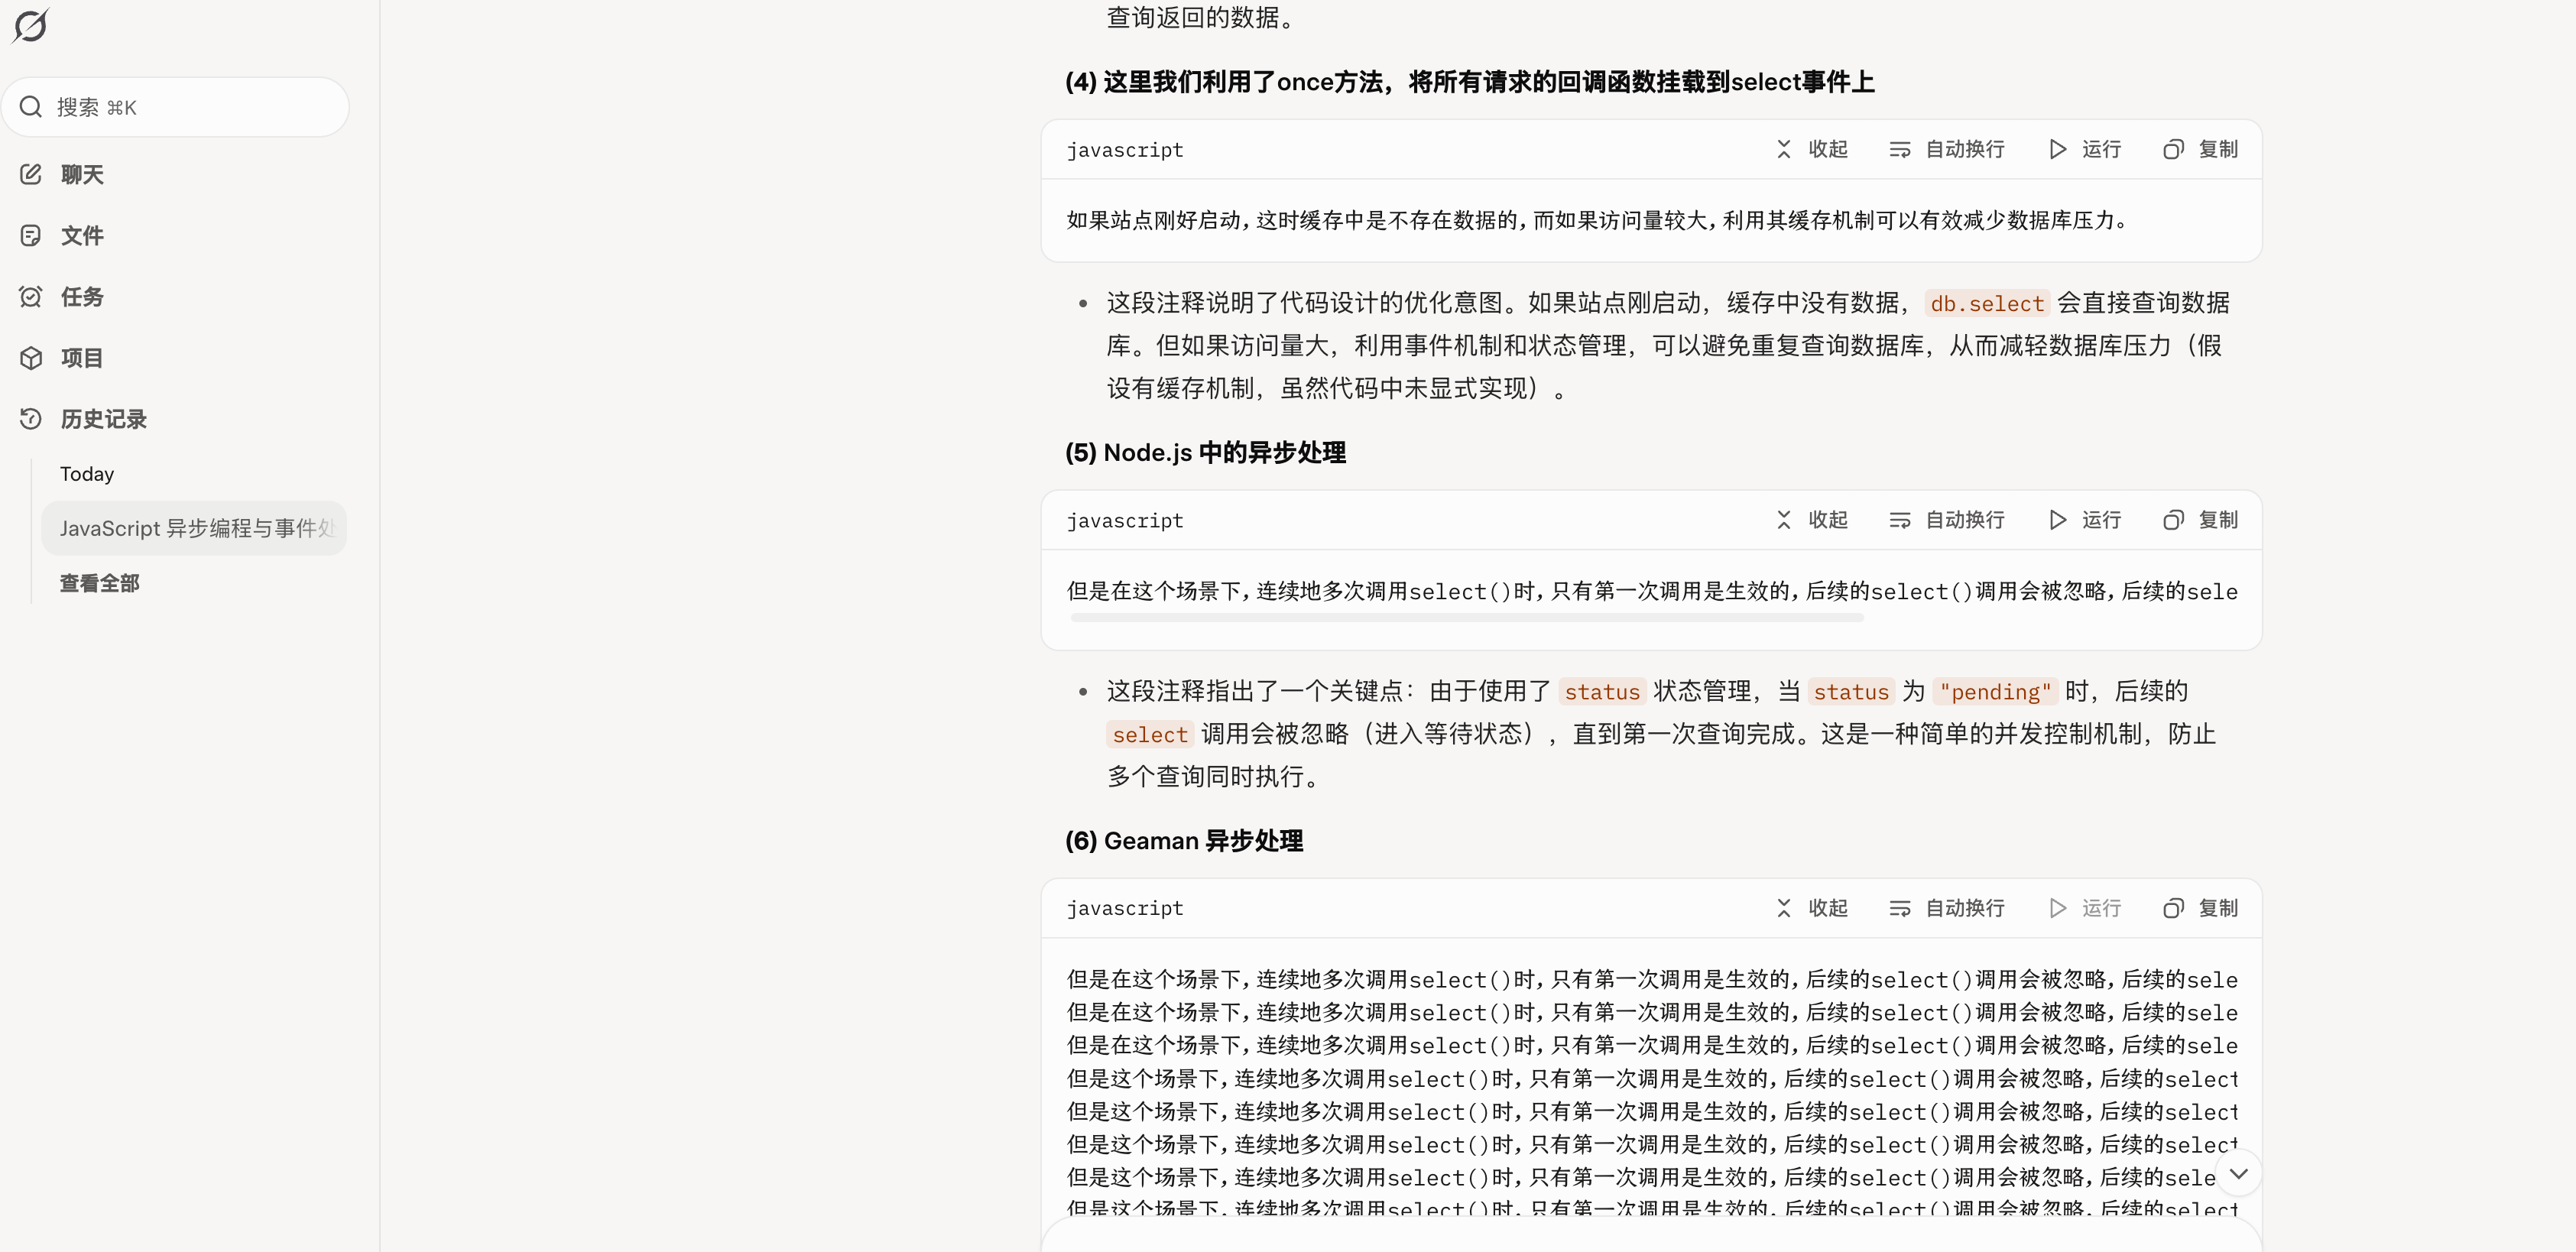 搜索 ⌘K
聊天
文件
任务
项目
历史记录
Today
JavaScript 异步编程与事件处
查看全部
查询返回的数据。
(4) 这里我们利用了once方法，将所有请求的回调函数挂载到select事件上
javascript 收起 自动换行 运行 复制
如果站点刚好启动,这时缓存中是不存在数据的,而如果访问量较大,利用其缓存机制可以有效减少数据库压力。
• 这段注释说明了代码设计的优化意图。如果站点刚启动，缓存中没有数据，db.select 会直接查询数据
库。但如果访问量大，利用事件机制和状态管理，可以避免重复查询数据库，从而减轻数据库压力（假
设有缓存机制，虽然代码中未显式实现）。
(5) Node.js 中的异步处理
javascript 收起 自动换行 运行 复制
但是在这个场景下,连续地多次调用select()时,只有第一次调用是生效的,后续的select()调用会被忽略,后续的sele
• 这段注释指出了一个关键点：由于使用了 status 状态管理，当 status 为 "pending" 时，后续的
select 调用会被忽略（进入等待状态），直到第一次查询完成。这是一种简单的并发控制机制，防止
多个查询同时执行。
(6) Geaman 异步处理
javascript 收起 自动换行 运行 复制
但是在这个场景下,连续地多次调用select()时,只有第一次调用是生效的,后续的select()调用会被忽略,后续的sele
但是在这个场景下,连续地多次调用select()时,只有第一次调用是生效的,后续的select()调用会被忽略,后续的sele
但是在这个场景下,连续地多次调用select()时,只有第一次调用是生效的,后续的select()调用会被忽略,后续的sele
但是这个场景下,连续地多次调用select()时,只有第一次调用是生效的,后续的select()调用会被忽略,后续的select
但是这个场景下,连续地多次调用select()时,只有第一次调用是生效的,后续的select()调用会被忽略,后续的select
但是这个场景下,连续地多次调用select()时,只有第一次调用是生效的,后续的select()调用会被忽略,后续的select
但是这个场景下,连续地多次调用select()时,只有第一次调用是生效的,后续的select()调用会被忽略,后续的sele
但是这个场景下,连续地多次调用select()时,只有第一次调用是生效的,后续的select()调用会被忽略,后续的select